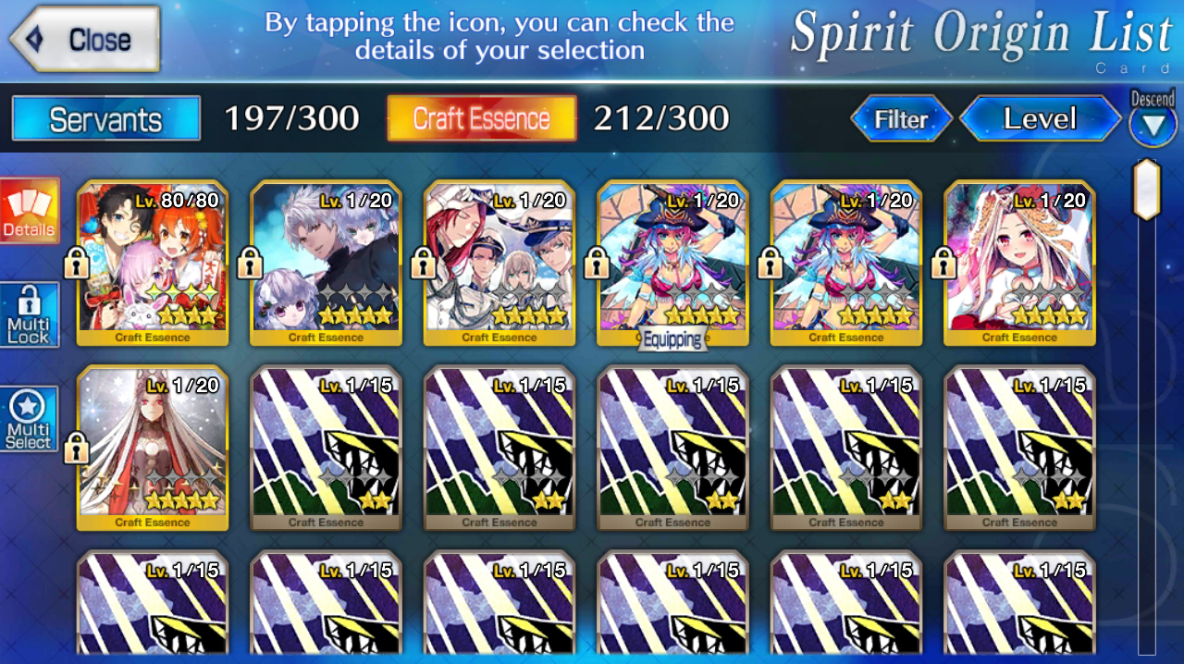 Close
By tapping the icon, you can check the
details of your selection
Spirit Origin List
Card
Servants 197/300 Craft Essence 212/300 Filter Level Descend
Details
Multi
Lock
Multi
Select
Lv. 80/80 Lv. 1/20 Lv. 1/20 Lv. 1/20 Lv. 1/20 Lv. 1/20
Craft Essence Craft Essence Craft Essence Equipping Craft Essence Craft Essence
Lv. 1/20 Lv. 1/15 Lv. 1/15 Lv. 1/15 Lv. 1/15 Lv. 1/15
Craft Essence Craft Essence Craft Essence Craft Essence Craft Essence Craft Essence
Lv. 1/15 Lv. 1/15 Lv. 1/15 Lv. 1/15 Lv. 1/15 Lv. 1/15